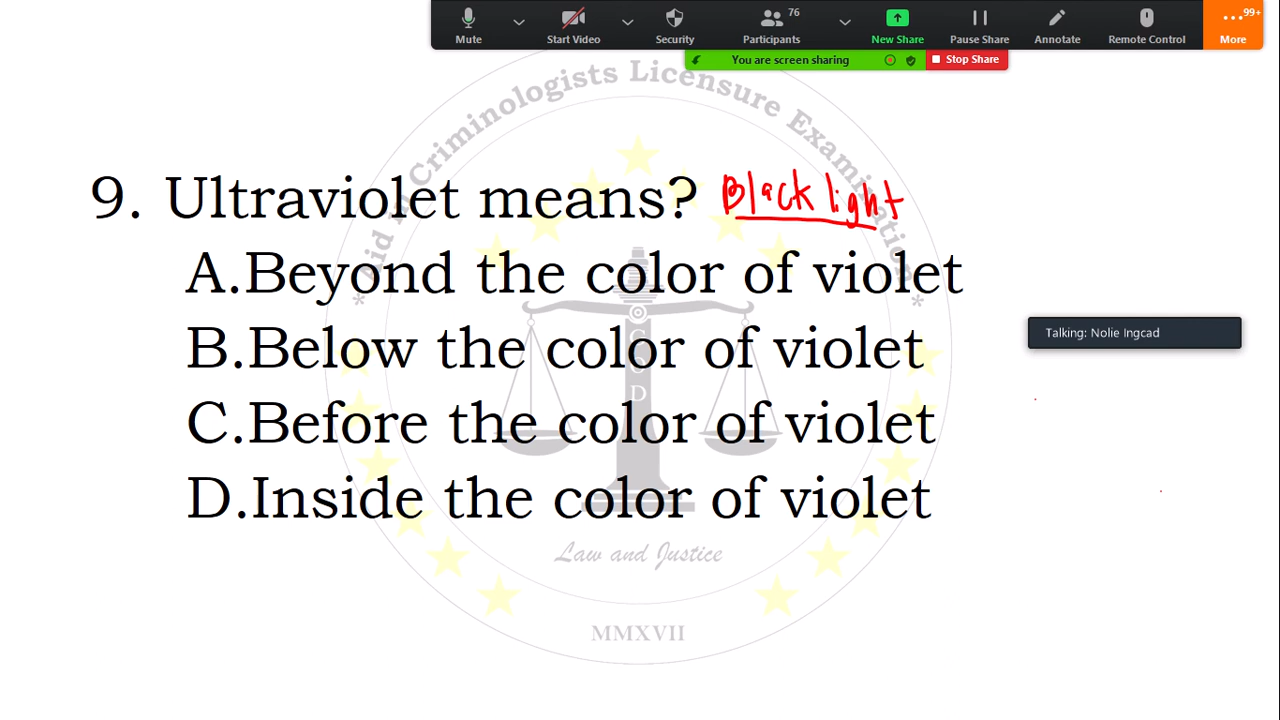 99+
76
Mute
Start Video
Security
Participants
New Share
Pause Share
Annotate
Remote Control
More
You are screen sharing
Stop Share
Criminologists Licensure Examination
9. Ultraviolet means? Black light
A.Beyond the color of violet
B.Below the color of violet
Talking: Nolie Ingcad
C.Before the color of violet
D.Inside the color of violet
Law and Justice
MMXVII